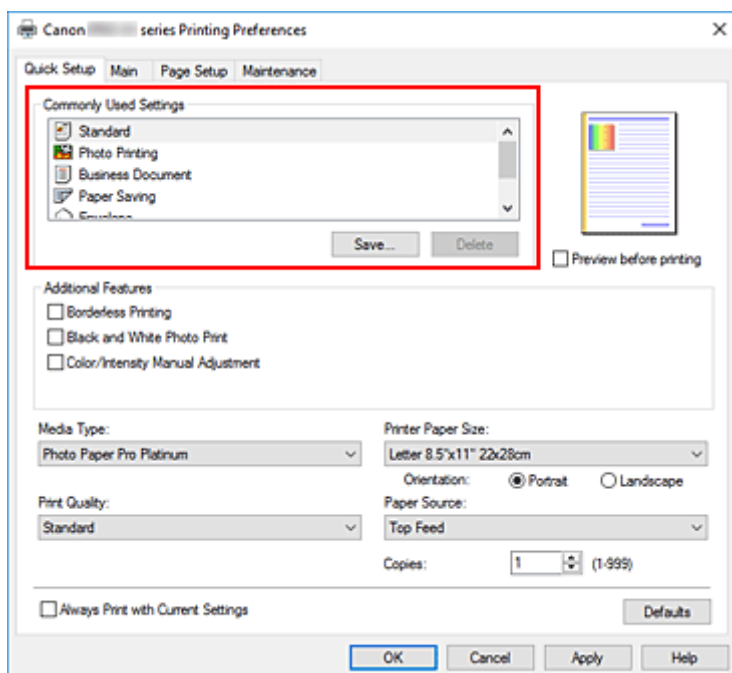 Canon series Printing Preferences
Quick Setup Main Page Setup Maintenance
Commonly Used Settings
Standard
Photo Printing
Business Document
Paper Saving
Envelope
Save... Delete
Preview before printing
Additional Features
Borderless Printing
Black and White Photo Print
Color/Intensity Manual Adjustment
Media Type: Printer Paper Size:
Photo Paper Pro Platinum Letter 8.5"x11" 22x28cm
Orientation: Portrait Landscape
Print Quality: Paper Source:
Standard Top Feed
Copies: 1 (1-999)
Always Print with Current Settings Defaults
OK Cancel Apply Help